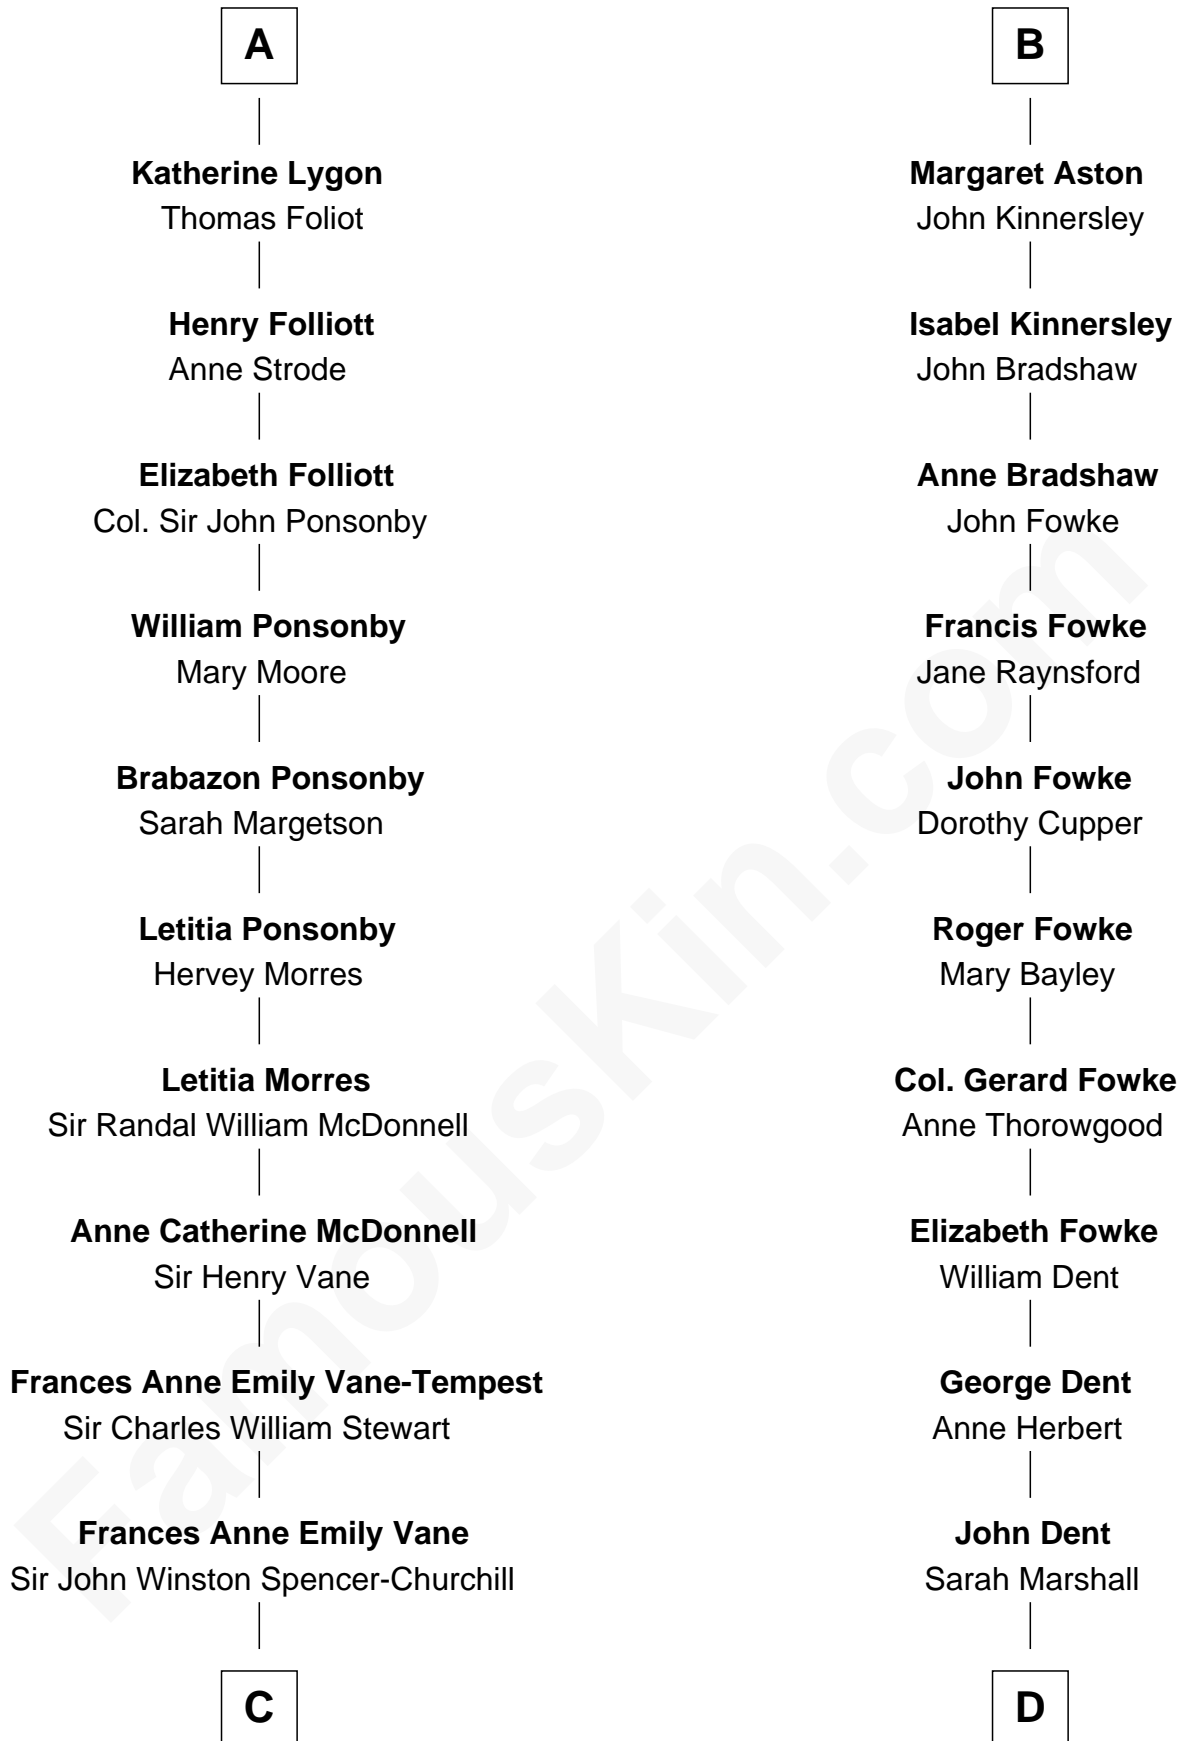 A
Katherine Lygon
Thomas Foliot
Henry Folliott
Anne Strode
Elizabeth Folliott
Col. Sir John Ponsonby
William Ponsonby
Mary Moore
Brabazon Ponsonby
Sarah Margetson
Letitia Ponsonby
Hervey Morres
Letitia Morres
Sir Randal William McDonnell
Anne Catherine McDonnell
Sir Henry Vane
Frances Anne Emily Vane-Tempest
Sir Charles William Stewart
Frances Anne Emily Vane
Sir John Winston Spencer-Churchill
C
B
Margaret Aston
John Kinnersley
Isabel Kinnersley
John Bradshaw
Anne Bradshaw
John Fowke
Francis Fowke
Jane Raynsford
John Fowke
Dorothy Cupper
Roger Fowke
Mary Bayley
Col. Gerard Fowke
Anne Thorowgood
Elizabeth Fowke
William Dent
George Dent
Anne Herbert
John Dent
Sarah Marshall
D
FamousKin.com